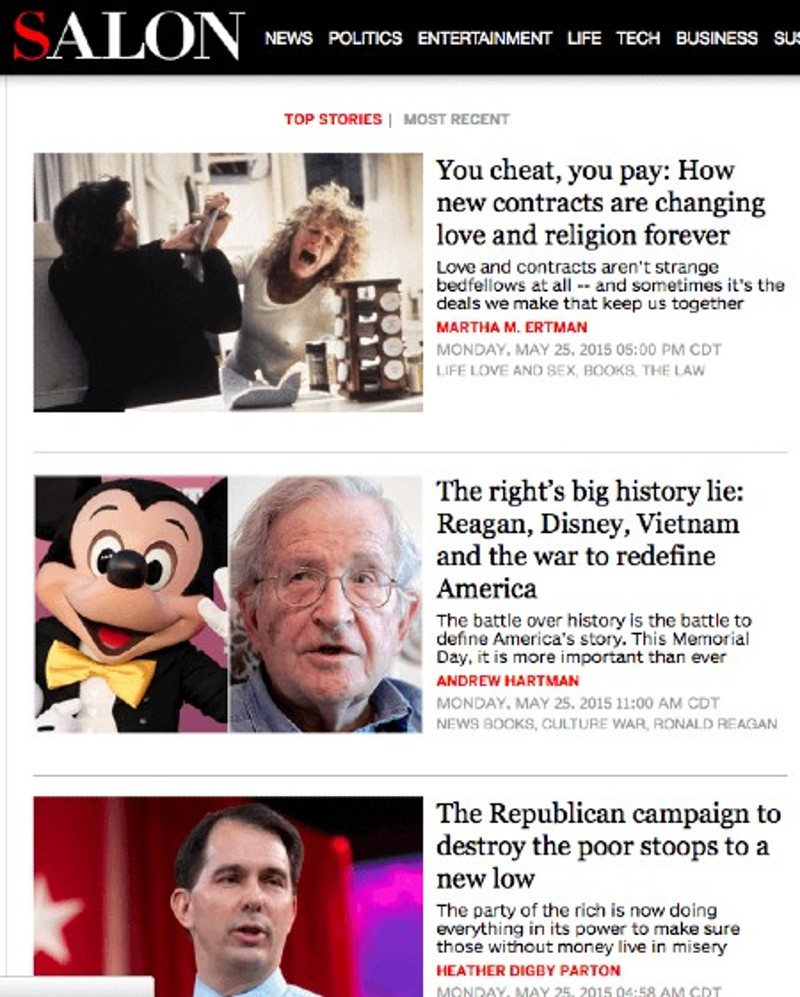 SALON NEWS POLITICS ENTERTAINMENT LIFE TECH BUSINESS SUS
TOP STORIES | MOST RECENT
You cheat, you pay: How
new contracts are changing
love and religion forever
Love and contracts aren't strange
bedfellows at all -- and sometimes it's the
deals we make that keep us together
MARTHA M. ERTMAN
MONDAY, MAY 25, 2015 05:00 PM CDT
LIFE LOVE AND SEX, BOOKS, THE LAW
The right's big history lie:
Reagan, Disney, Vietnam
and the war to redefine
America
The battle over history is the battle to
define America's story. This Memorial
Day, it is more important than ever
ANDREW HARTMAN
MONDAY, MAY 25, 2015 11:00 AM CDT
NEWS BOOKS, CULTURE WAR, RONALD REAGAN
The Republican campaign to
destroy the poor stoops to a
new low
The party of the rich is now doing
everything in its power to make sure
those without money live in misery
HEATHER DIGBY PARTON
MONDAY, MAY 25, 2015 04:58 AM CDT